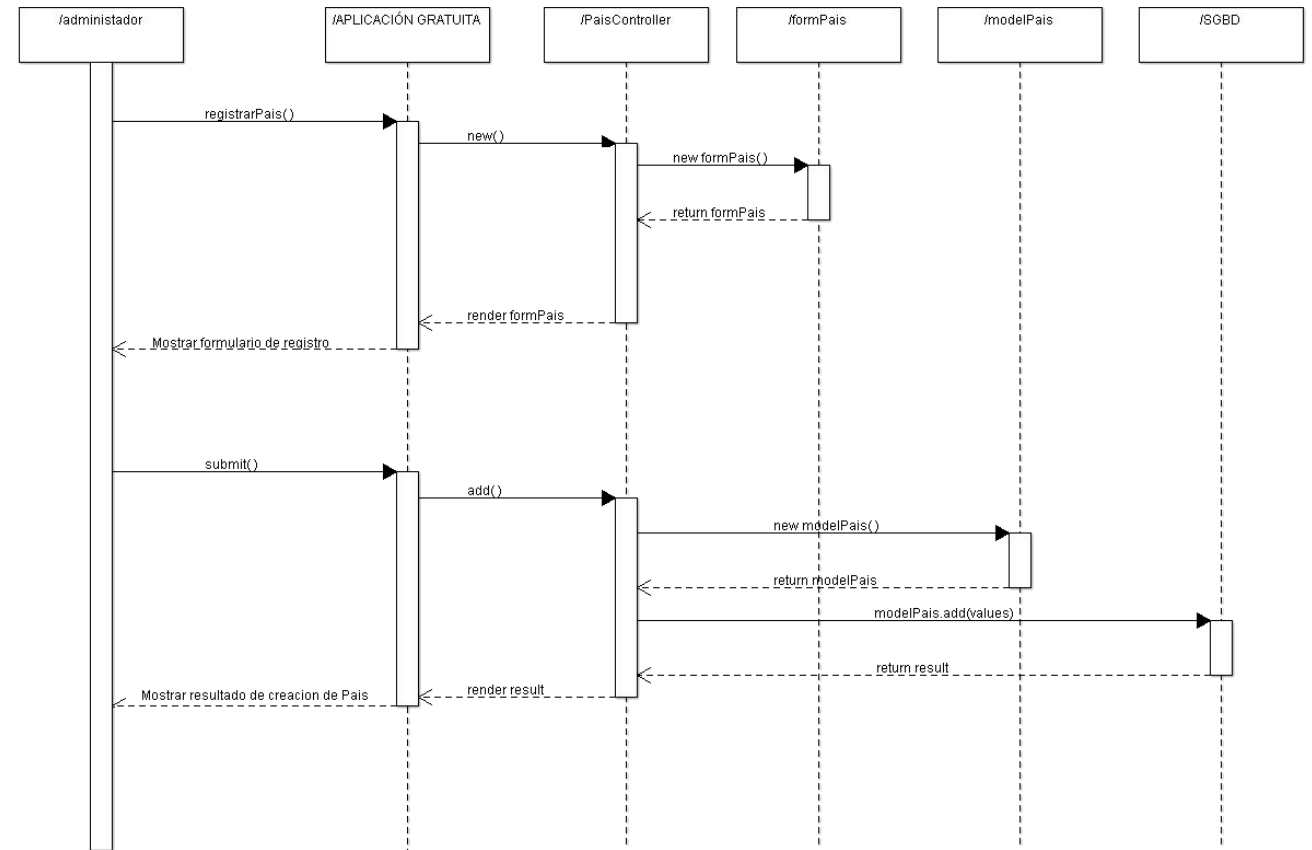 /administador
/APLICACIÓN GRATUITA
/PaisController
/formPais
/modelPais
/SGBD
registrarPais()
new()
new formPais()
return formPais
render formPais
Mostrar formulario de registro
submit()
add()
new modelPais()
return modelPais
modelPais.add(values)
return result
render result
Mostrar resultado de creacion de Pais